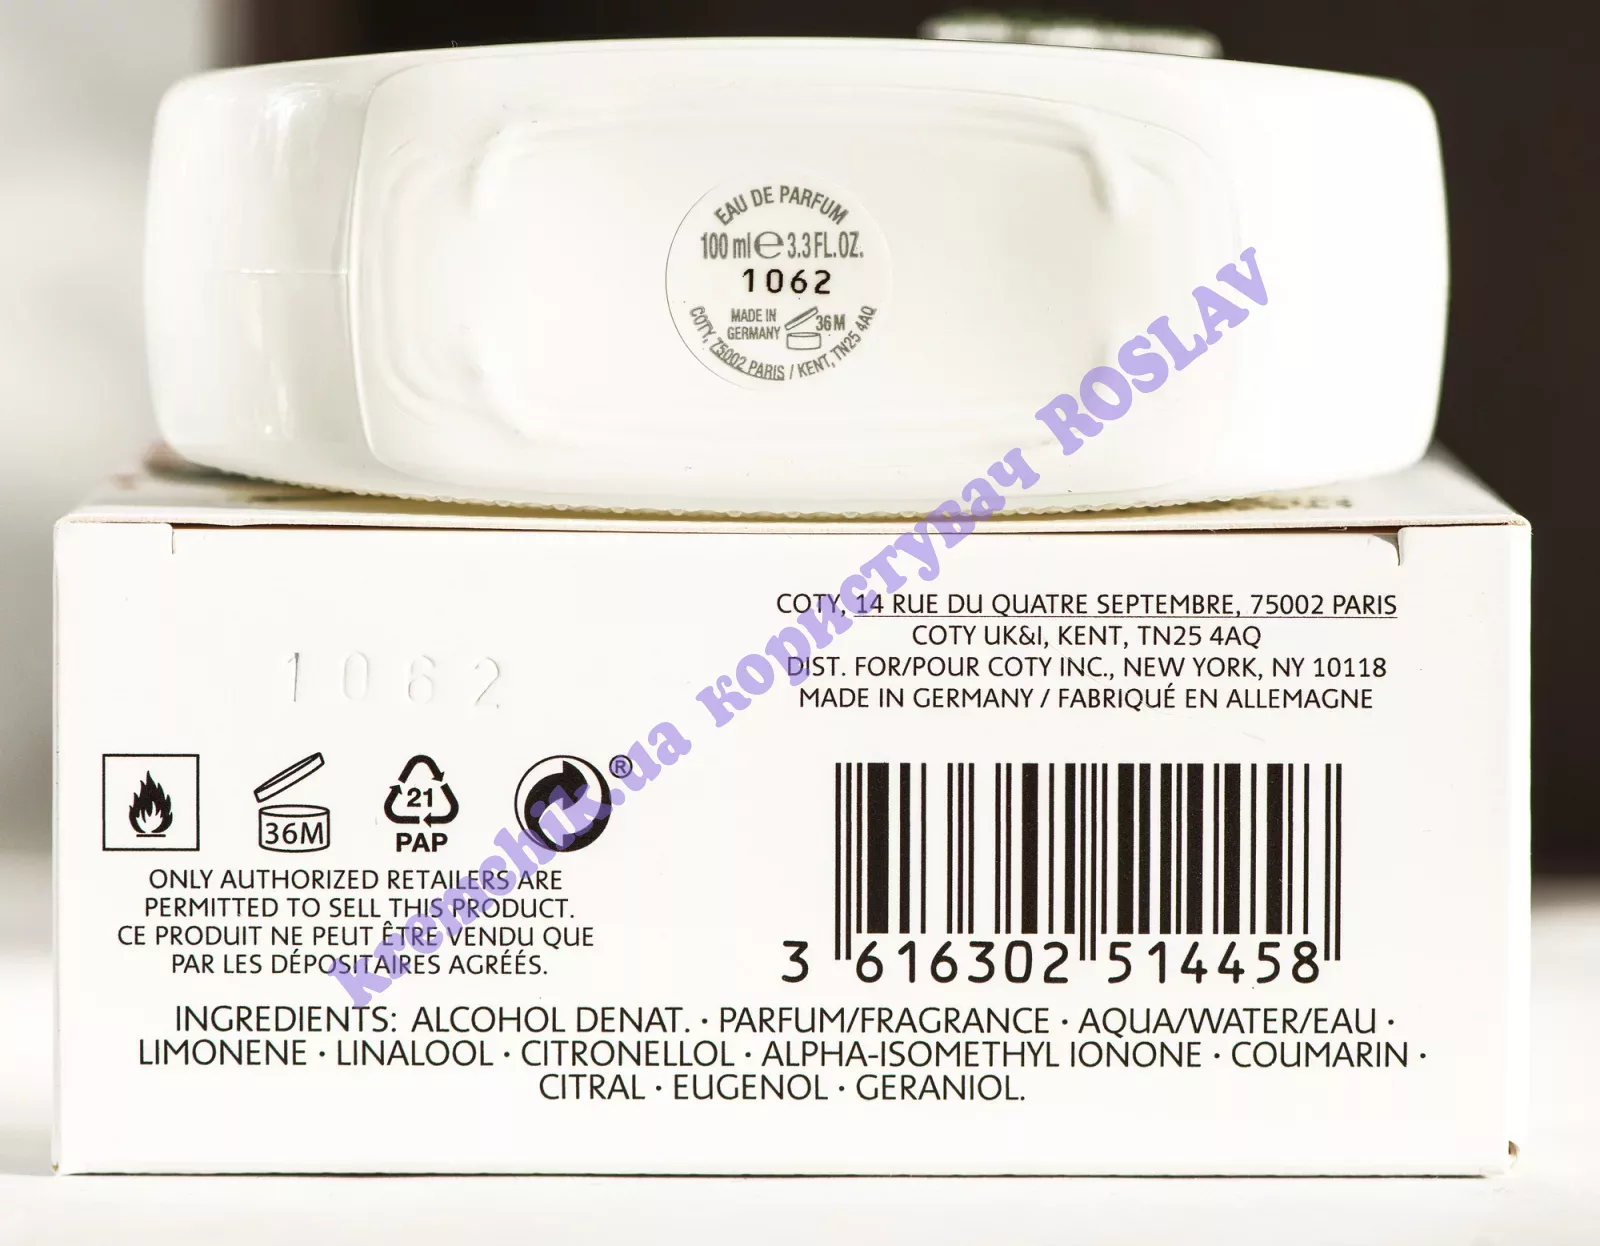 EAU DE PARFUM
100 ml ℮ 3.3 FL.OZ.
1062
MADE IN
GERMANY
36 M
COTY, 75002 PARIS / KENT, TN25 4AQ
COTY, 14 RUE DU QUATRE SEPTEMBRE, 75002 PARIS
COTY UK&I, KENT, TN25 4AQ
DIST. FOR/POUR COTY INC., NEW YORK, NY 10118
MADE IN GERMANY / FABRIQUÉ EN ALLEMAGNE
1062
36M
21
PAP
®
ONLY AUTHORIZED RETAILERS ARE
PERMITTED TO SELL THIS PRODUCT.
CE PRODUIT NE PEUT ÊTRE VENDU QUE
PAR LES DÉPOSITAIRES AGRÉÉS.
3 616302 514458
INGREDIENTS: ALCOHOL DENAT. · PARFUM/FRAGRANCE · AQUA/WATER/EAU ·
LIMONENE · LINALOOL · CITRONELLOL · ALPHA-ISOMETHYL IONONE · COUMARIN ·
CITRAL · EUGENOL · GERANIOL.
kremchik.ua користувач ROSLAV